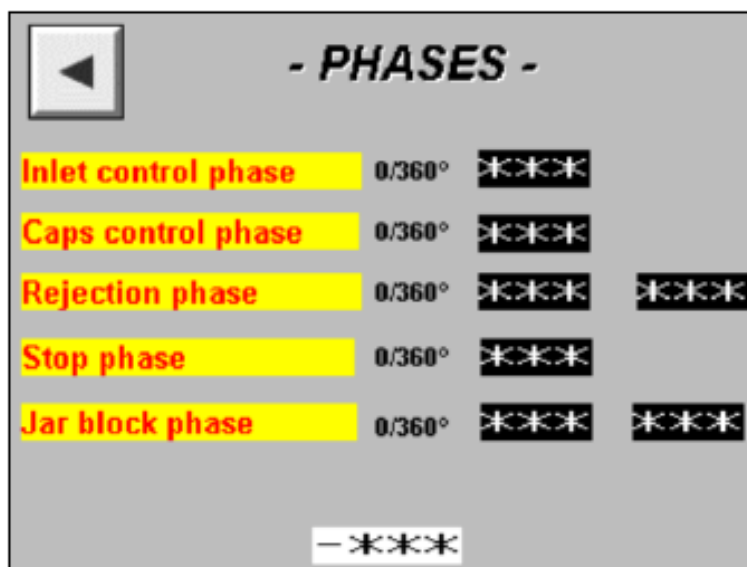 - PHASES -
Inlet control phase 0/360° ***
Caps control phase 0/360° ***
Rejection phase 0/360° *** ***
Stop phase 0/360° ***
Jar block phase 0/360° *** ***
-***